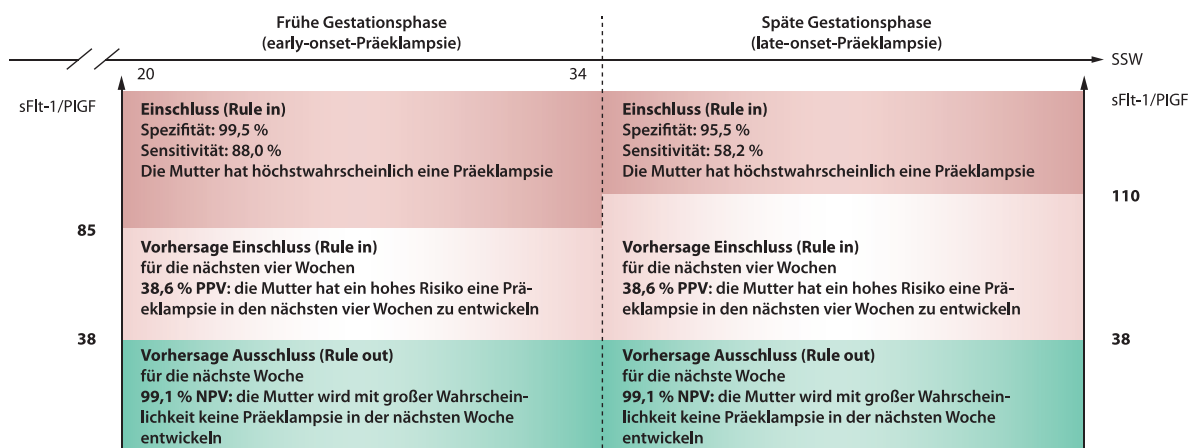 Frühe Gestationsphase
(early-onset-Präeklampsie)
Späte Gestationsphase
(late-onset-Präeklampsie)
SSW
20
34
sFlt-1/PIGF
sFlt-1/PIGF
Einschluss (Rule in)
Spezifität: 99,5 %
Sensitivität: 88,0 %
Die Mutter hat höchstwahrscheinlich eine Präeklampsie
Einschluss (Rule in)
Spezifität: 95,5 %
Sensitivität: 58,2 %
Die Mutter hat höchstwahrscheinlich eine Präeklampsie
110
85
Vorhersage Einschluss (Rule in)
für die nächsten vier Wochen
38,6 % PPV: die Mutter hat ein hohes Risiko eine Prä-
eklampsie in den nächsten vier Wochen zu entwickeln
Vorhersage Einschluss (Rule in)
für die nächsten vier Wochen
38,6 % PPV: die Mutter hat ein hohes Risiko eine Prä-
eklampsie in den nächsten vier Wochen zu entwickeln
38
38
Vorhersage Ausschluss (Rule out)
für die nächste Woche
99,1 % NPV: die Mutter wird mit großer Wahrschein-
lichkeit keine Präeklampsie in der nächsten Woche
entwickeln
Vorhersage Ausschluss (Rule out)
für die nächste Woche
99,1 % NPV: die Mutter wird mit großer Wahrschein-
lichkeit keine Präeklampsie in der nächsten Woche
entwickeln